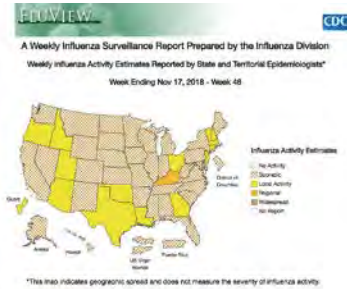 FLUVIEW
CDC
A Weekly Influenza Surveillance Report Prepared by the Influenza Division
Weekly Influenza Activity Estimates Reported by State and Territorial Epidemiologists*
Week Ending Nov 17, 2018 - Week 46
Influenza Activity Estimates
No Activity
Sporadic
Local Activity
Regional
Widespread
No Report
District of
Columbia
Guam
Alaska
Hawaii
US Virgin
Islands
Puerto Rico
*This map indicates geographic spread and does not measure the severity of influenza activity.